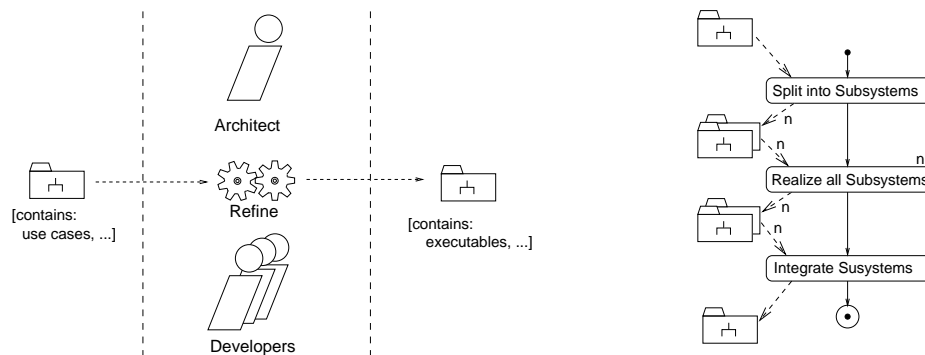 Architect
Refine
[contains:
use cases, ...]
[contains:
executables, ...]
Developers
Split into Subsystems
n
n
n
Realize all Subsystems
n
n
Integrate Susystems